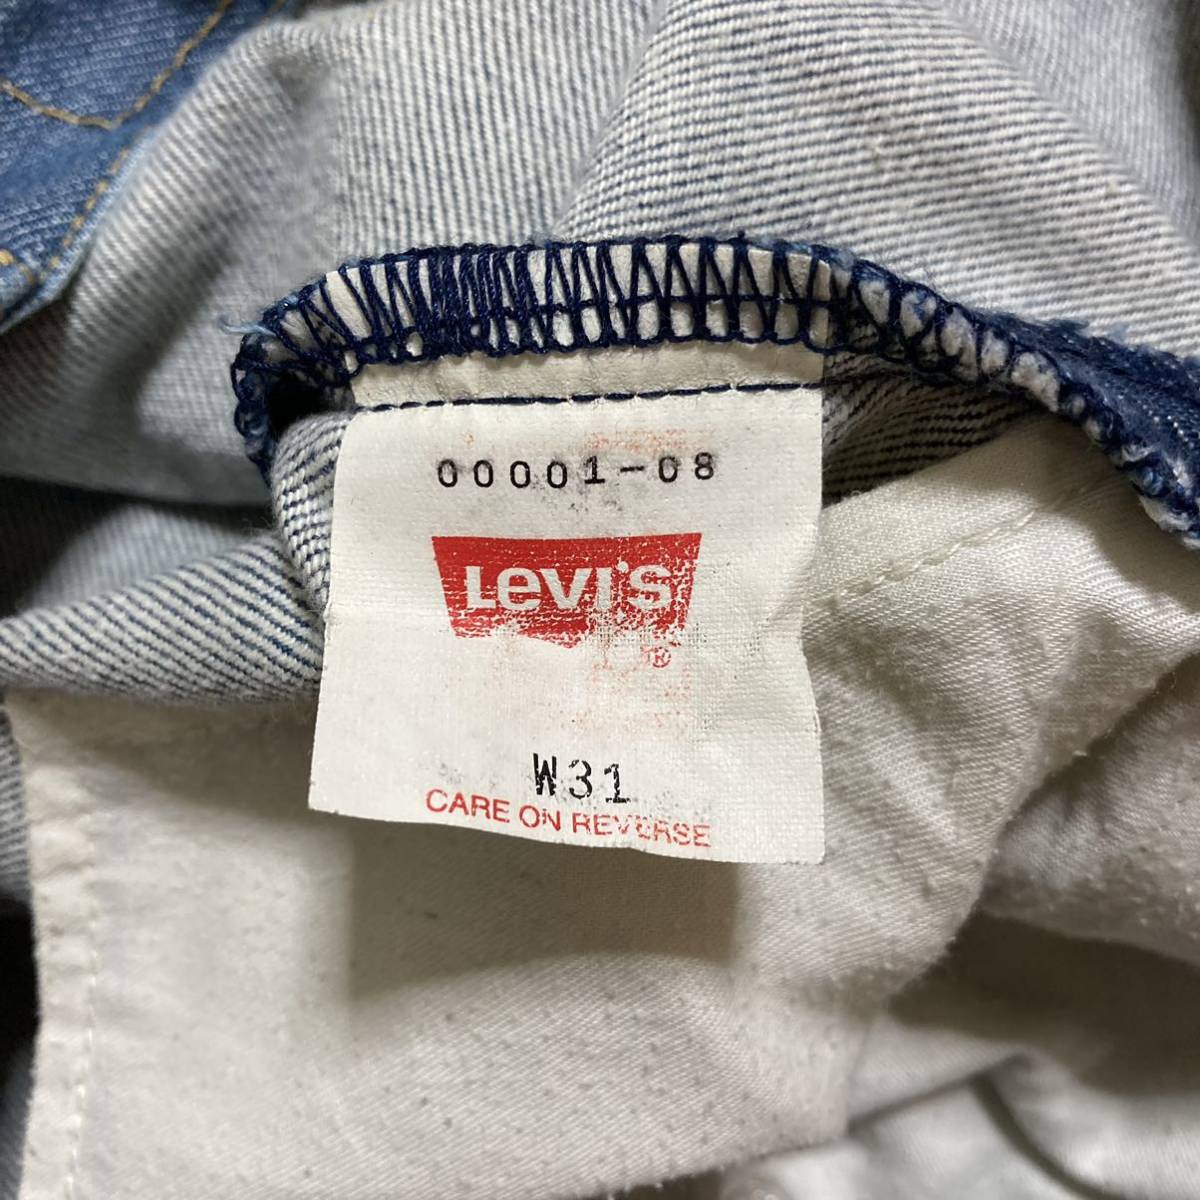 00001-08
LEVI'S
®
W31
CARE ON REVERSE